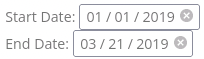 Start Date: 01 / 01 / 2019
End Date: 03 / 21 / 2019